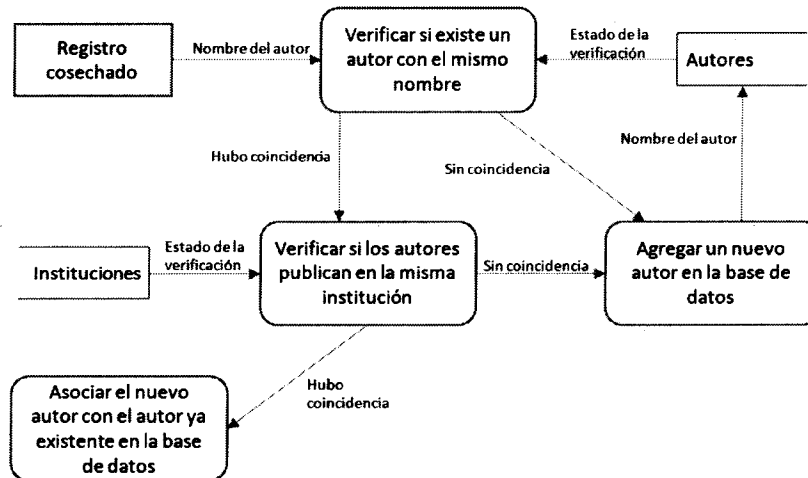 Registro
cosechado
Nombre del autor
Verificar si existe un
autor con el mismo
nombre
Estado de la
verificación
Autores
Hubo coincidencia
Sin coincidencia
Nombre del autor
Instituciones
Estado de la
verificación
Verificar si los autores
publican en la misma
institución
Sin coincidencia
Agregar un nuevo
autor en la base de
datos
Asociar el nuevo
autor con el autor ya
existente en la base
de datos
Hubo
coincidencia